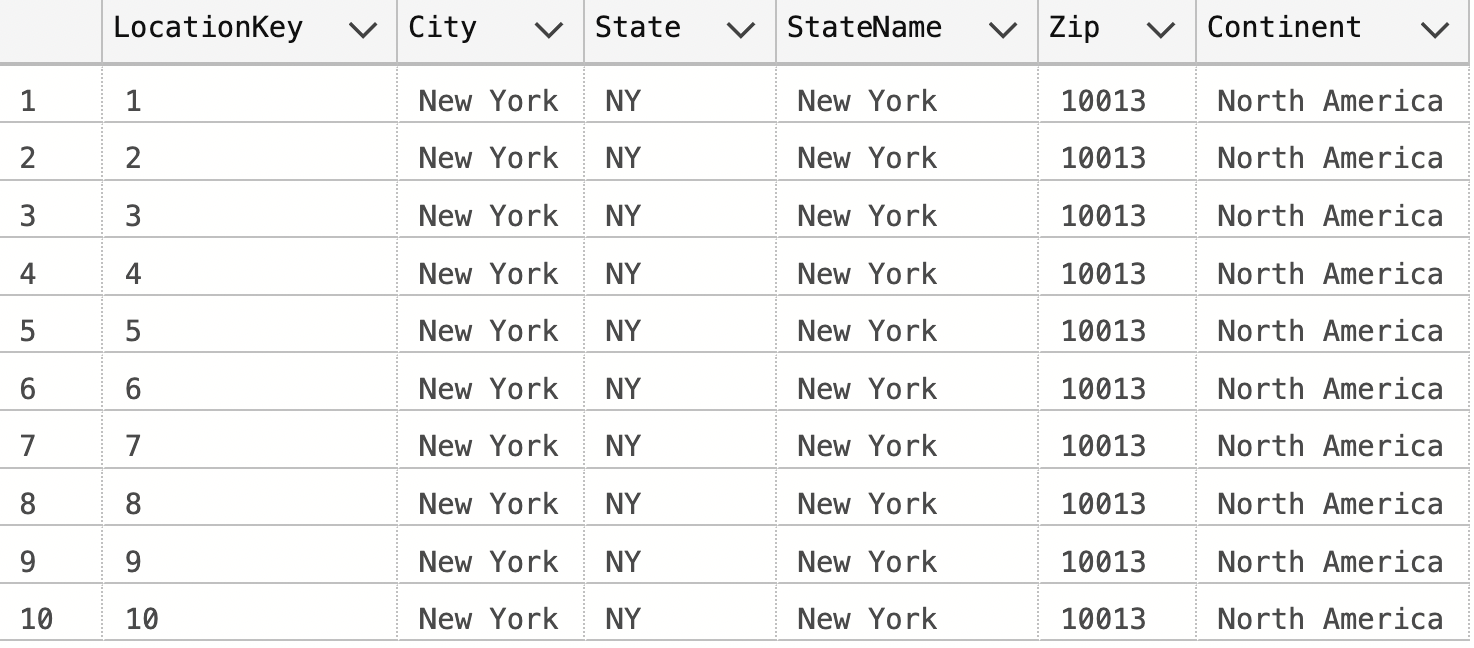 LocationKey City State StateName Zip Continent
1 1 New York NY New York 10013 North America
2 2 New York NY New York 10013 North America
3 3 New York NY New York 10013 North America
4 4 New York NY New York 10013 North America
5 5 New York NY New York 10013 North America
6 6 New York NY New York 10013 North America
7 7 New York NY New York 10013 North America
8 8 New York NY New York 10013 North America
9 9 New York NY New York 10013 North America
10 10 New York NY New York 10013 North America